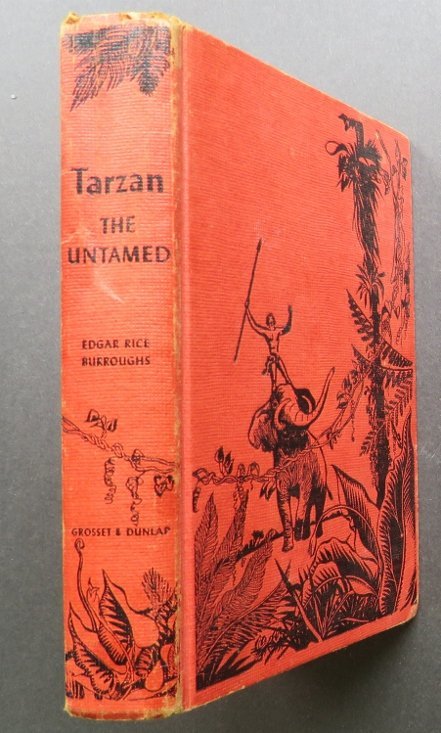 Tarzan
THE
UNTAMED
EDGAR RICE
BURROUGHS
GROSSET & DUNLAP